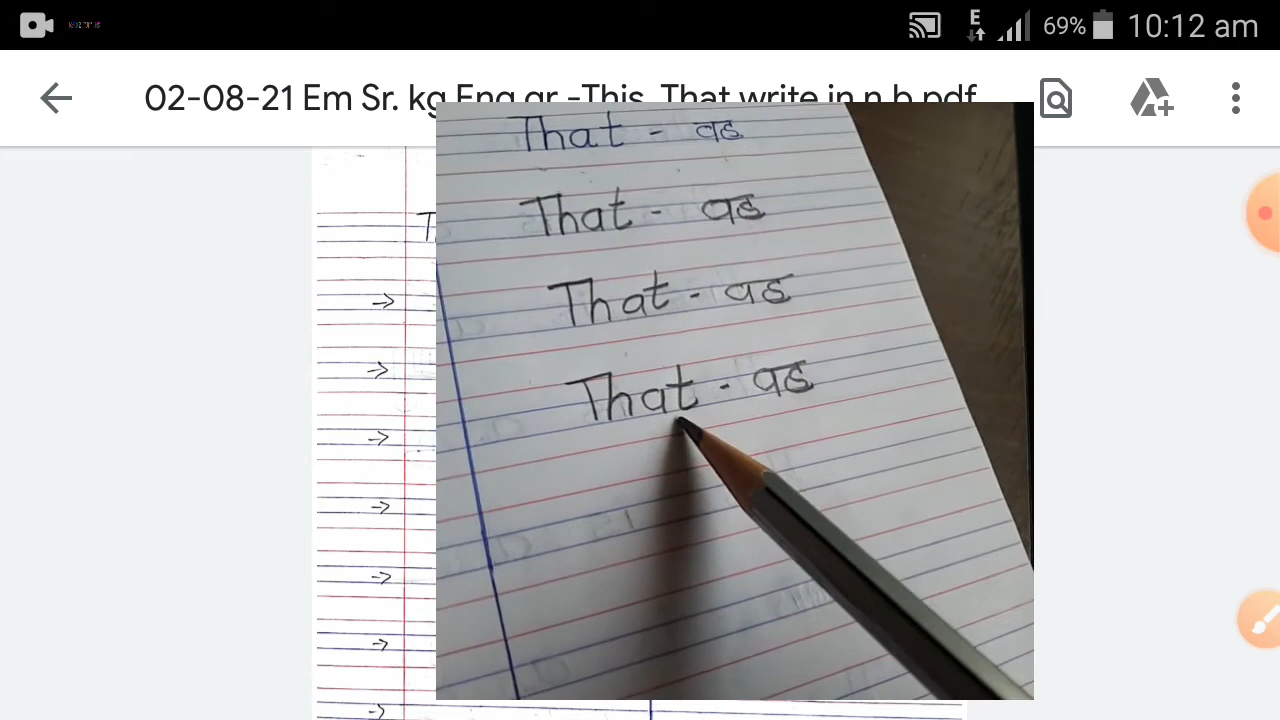 69% 10:12 am
02-08-21 Em Sr. kg Eng gr -This, That write in n.b.pdf
That - वह
That - वह
That - वह
That - वह